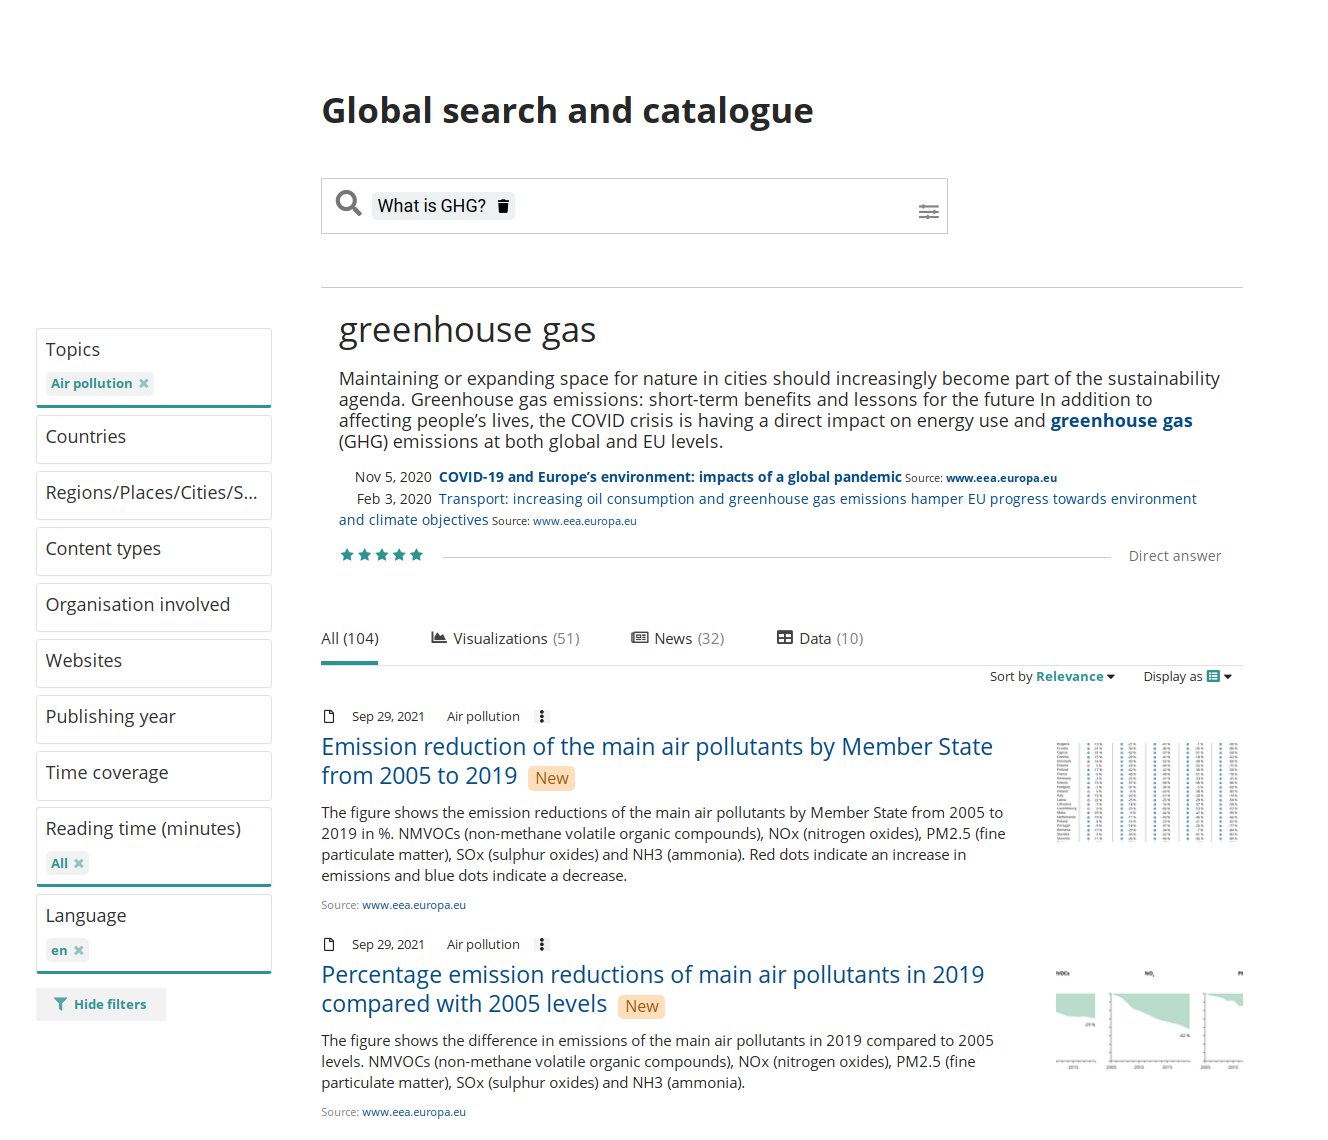 Global search and catalogue
What is GHG?
greenhouse gas
Maintaining or expanding space for nature in cities should increasingly become part of the sustainability
agenda. Greenhouse gas emissions: short-term benefits and lessons for the future In addition to
affecting people’s lives, the COVID crisis is having a direct impact on energy use and greenhouse gas
(GHG) emissions at both global and EU levels.
Nov 5, 2020 COVID-19 and Europe’s environment: impacts of a global pandemic Source: www.eea.europa.eu
Feb 3, 2020 Transport: increasing oil consumption and greenhouse gas emissions hamper EU progress towards environment
and climate objectives Source: www.eea.europa.eu
Direct answer
Topics
Air pollution
Countries
Regions/Places/Cities/S...
Content types
Organisation involved
Websites
Publishing year
Time coverage
Reading time (minutes)
All
Language
en
Hide filters
All (104)
Visualizations (51)
News (32)
Data (10)
Sort by Relevance
Display as
Sep 29, 2021 Air pollution
Emission reduction of the main air pollutants by Member State
from 2005 to 2019 New
The figure shows the emission reductions of the main air pollutants by Member State from 2005 to
2019 in %. NMVOCs (non-methane volatile organic compounds), NOx (nitrogen oxides), PM2.5 (fine
particulate matter), SOx (sulphur oxides) and NH3 (ammonia). Red dots indicate an increase in
emissions and blue dots indicate a decrease.
Source: www.eea.europa.eu
Sep 29, 2021 Air pollution
Percentage emission reductions of main air pollutants in 2019
compared with 2005 levels New
The figure shows the difference in emissions of the main air pollutants in 2019 compared to 2005
levels. NMVOCs (non-methane volatile organic compounds), NOx (nitrogen oxides), PM2.5 (fine
particulate matter), SOx (sulphur oxides) and NH3 (ammonia).
Source: www.eea.europa.eu